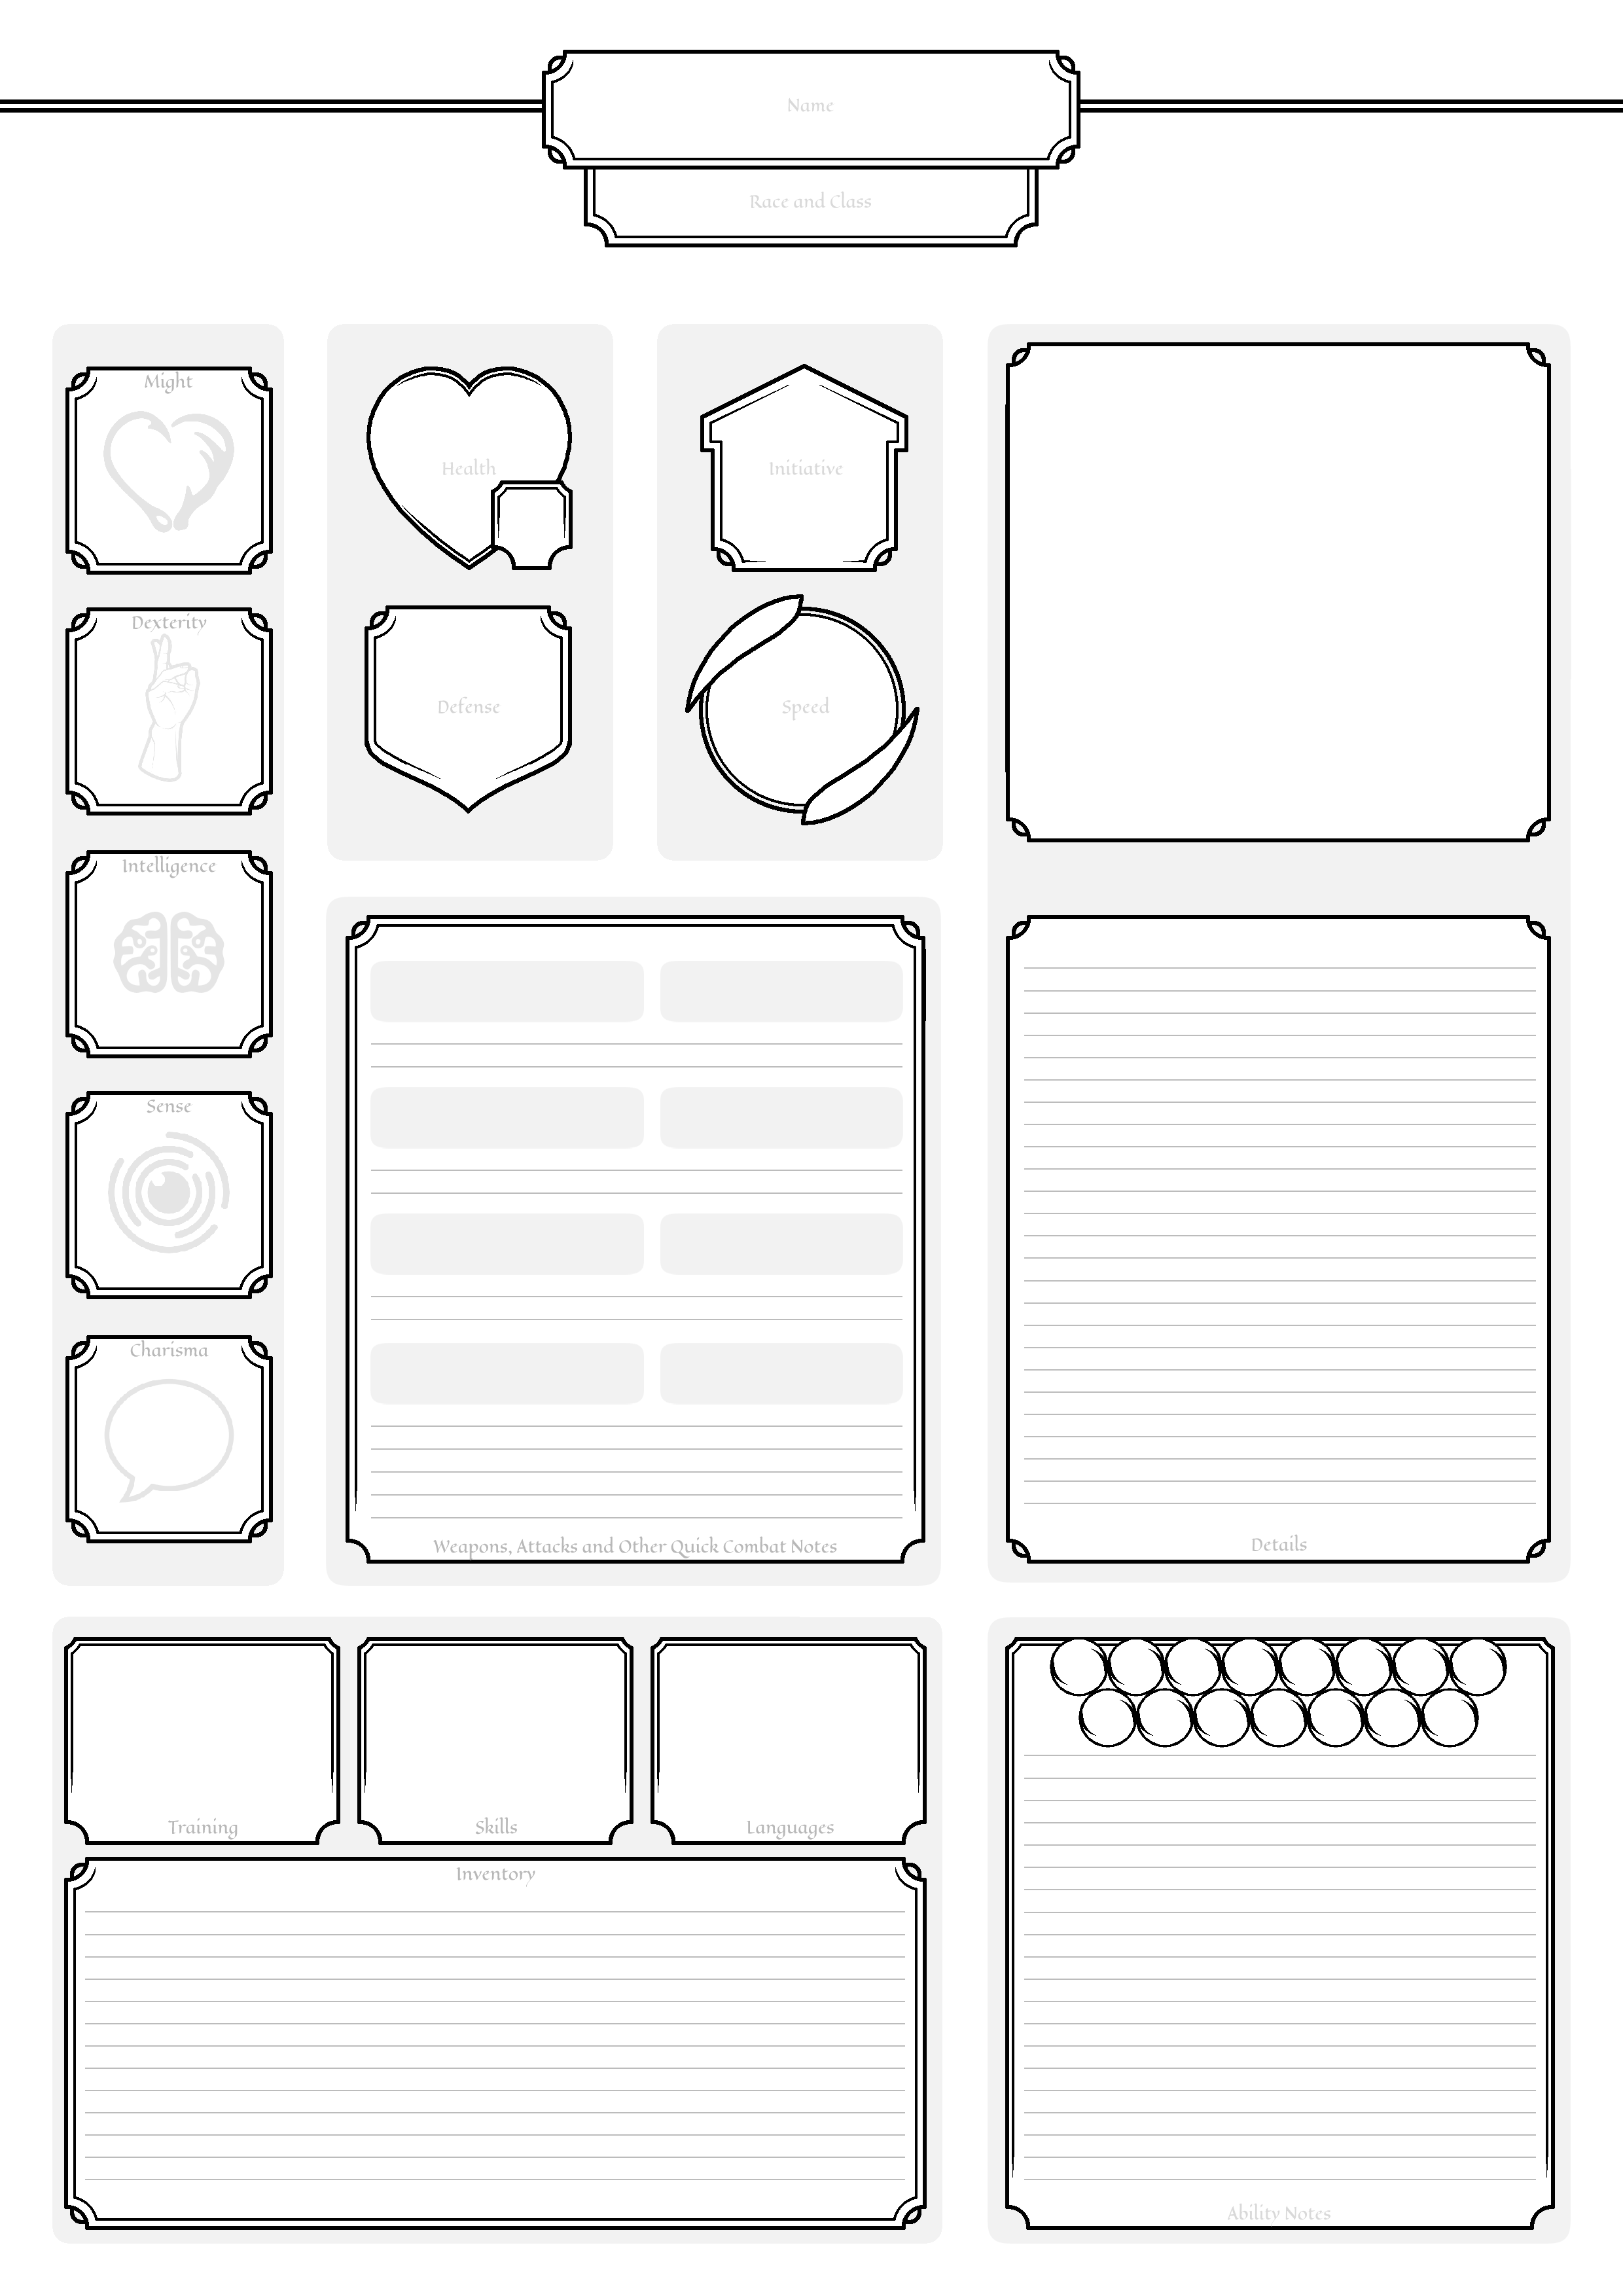 Name
Race and Class
Might
Health
Initiative
Dexterity
Defense
Speed
Intelligence
Sense
Charisma
Weapons, Attacks and Other Quick Combat Notes
Details
Training
Skills
Languages
Inventory
Ability Notes